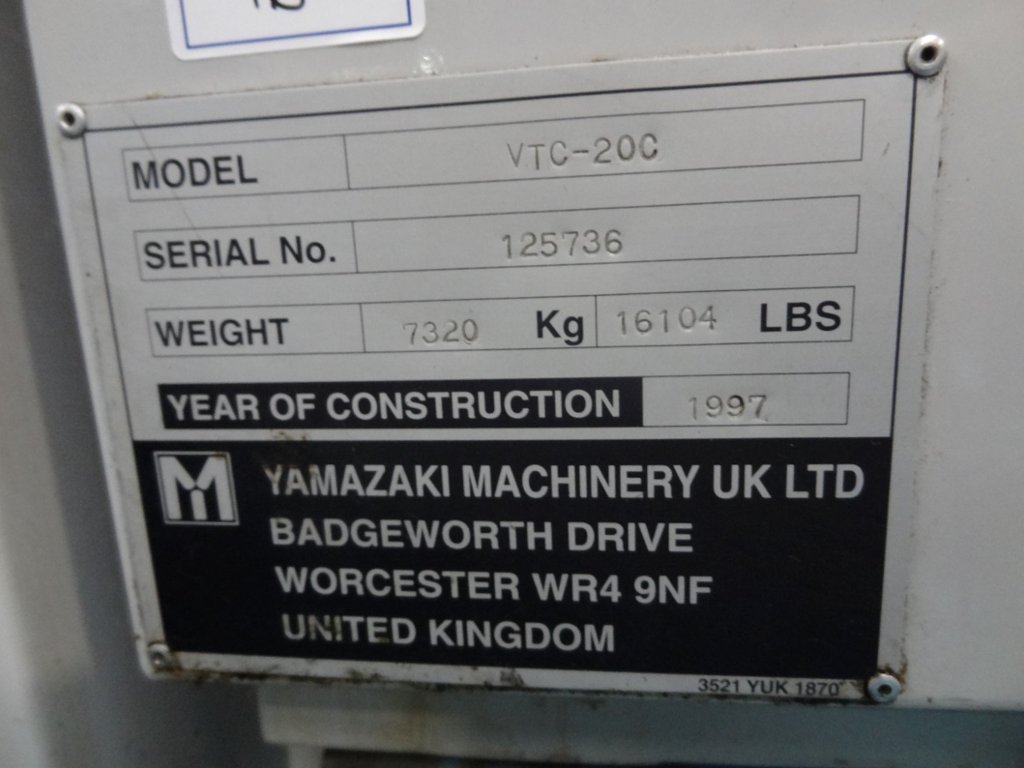 MODEL VTC-20C
SERIAL No. 125736
WEIGHT 7320 Kg 16104 LBS
YEAR OF CONSTRUCTION 1997
YAMAZAKI MACHINERY UK LTD
BADGEWORTH DRIVE
WORCESTER WR4 9NF
UNITED KINGDOM
3521 YUK 1870